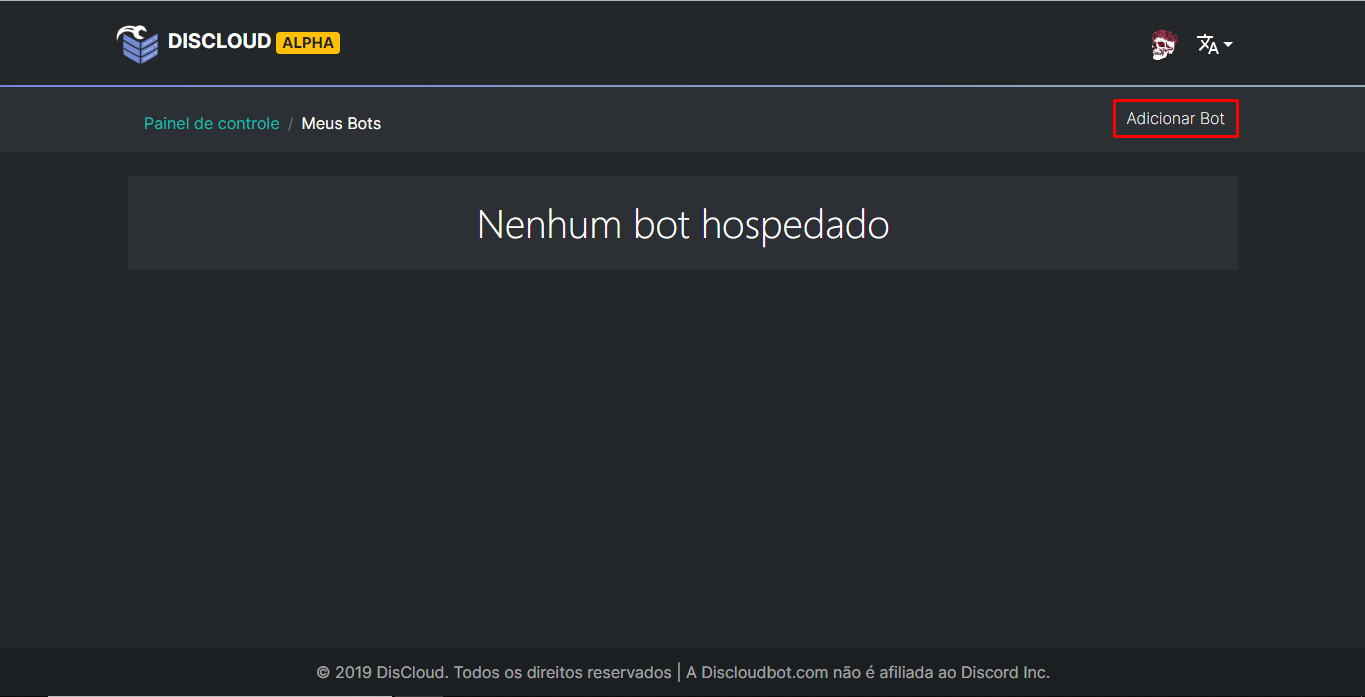 DISCLOUD ALPHA
Painel de controle / Meus Bots
Adicionar Bot
Nenhum bot hospedado
© 2019 DisCloud. Todos os direitos reservados | A Discloudbot.com não é afiliada ao Discord Inc.